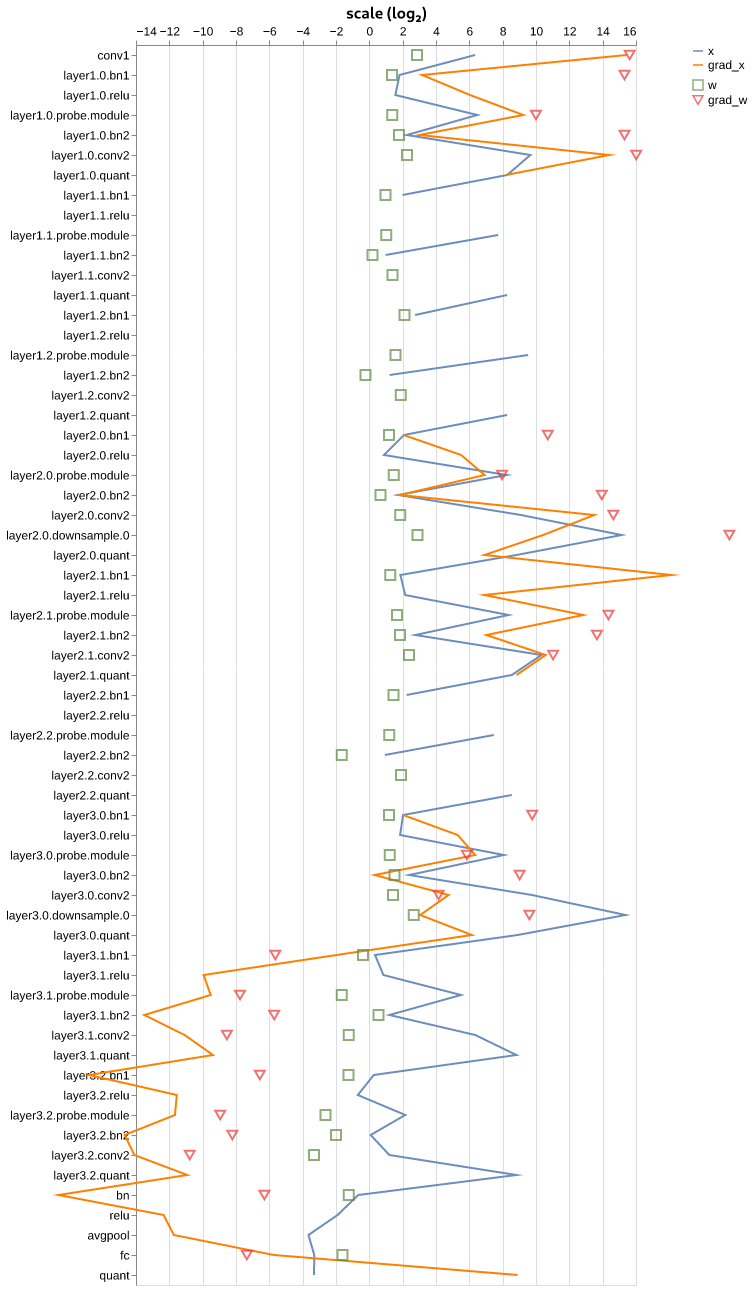 scale (log₂)
−14 −12 −10 −8 −6 −4 −2 0 2 4 6 8 10 12 14 16
x
grad_x
w
grad_w
conv1
layer1.0.bn1
layer1.0.relu
layer1.0.probe.module
layer1.0.bn2
layer1.0.conv2
layer1.0.quant
layer1.1.bn1
layer1.1.relu
layer1.1.probe.module
layer1.1.bn2
layer1.1.conv2
layer1.1.quant
layer1.2.bn1
layer1.2.relu
layer1.2.probe.module
layer1.2.bn2
layer1.2.conv2
layer1.2.quant
layer2.0.bn1
layer2.0.relu
layer2.0.probe.module
layer2.0.bn2
layer2.0.conv2
layer2.0.downsample.0
layer2.0.quant
layer2.1.bn1
layer2.1.relu
layer2.1.probe.module
layer2.1.bn2
layer2.1.conv2
layer2.1.quant
layer2.2.bn1
layer2.2.relu
layer2.2.probe.module
layer2.2.bn2
layer2.2.conv2
layer2.2.quant
layer3.0.bn1
layer3.0.relu
layer3.0.probe.module
layer3.0.bn2
layer3.0.conv2
layer3.0.downsample.0
layer3.0.quant
layer3.1.bn1
layer3.1.relu
layer3.1.probe.module
layer3.1.bn2
layer3.1.conv2
layer3.1.quant
layer3.2.bn1
layer3.2.relu
layer3.2.probe.module
layer3.2.bn2
layer3.2.conv2
layer3.2.quant
bn
relu
avgpool
fc
quant